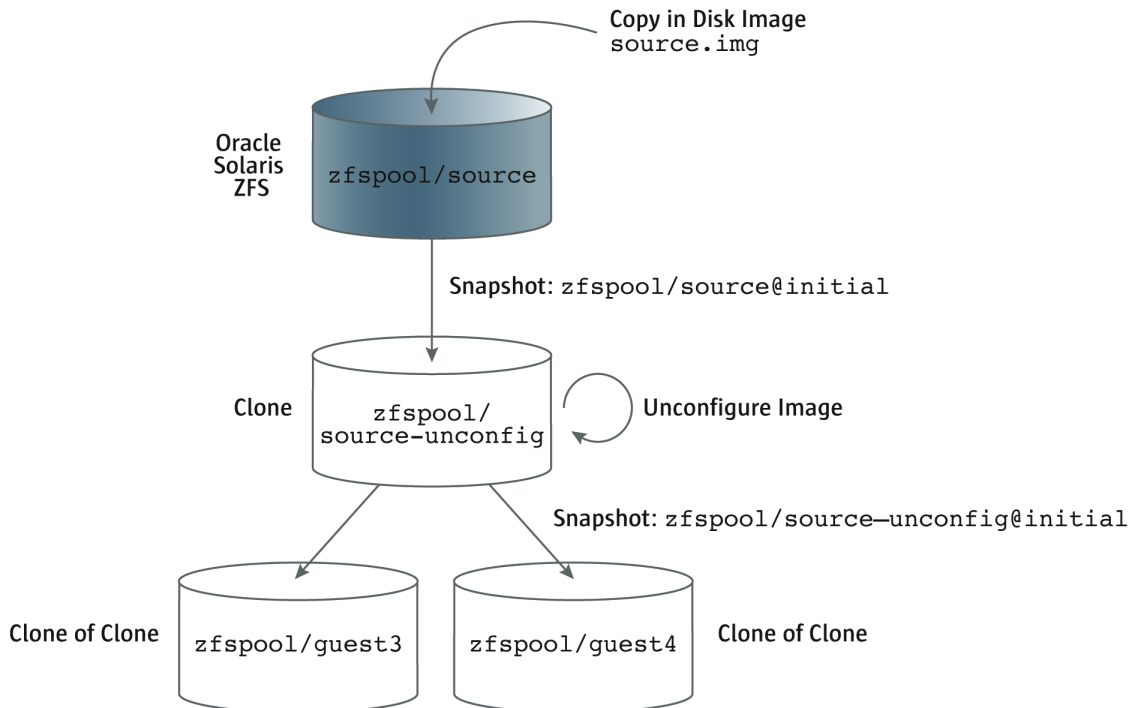 Copy in Disk Image
source.img
Oracle
Solaris
ZFS
zfspool/source
Snapshot: zfspool/source@initial
Clone
zfspool/
source-unconfig
Unconfigure Image
Snapshot: zfspool/source–unconfig@initial
Clone of Clone
zfspool/guest3
zfspool/guest4
Clone of Clone